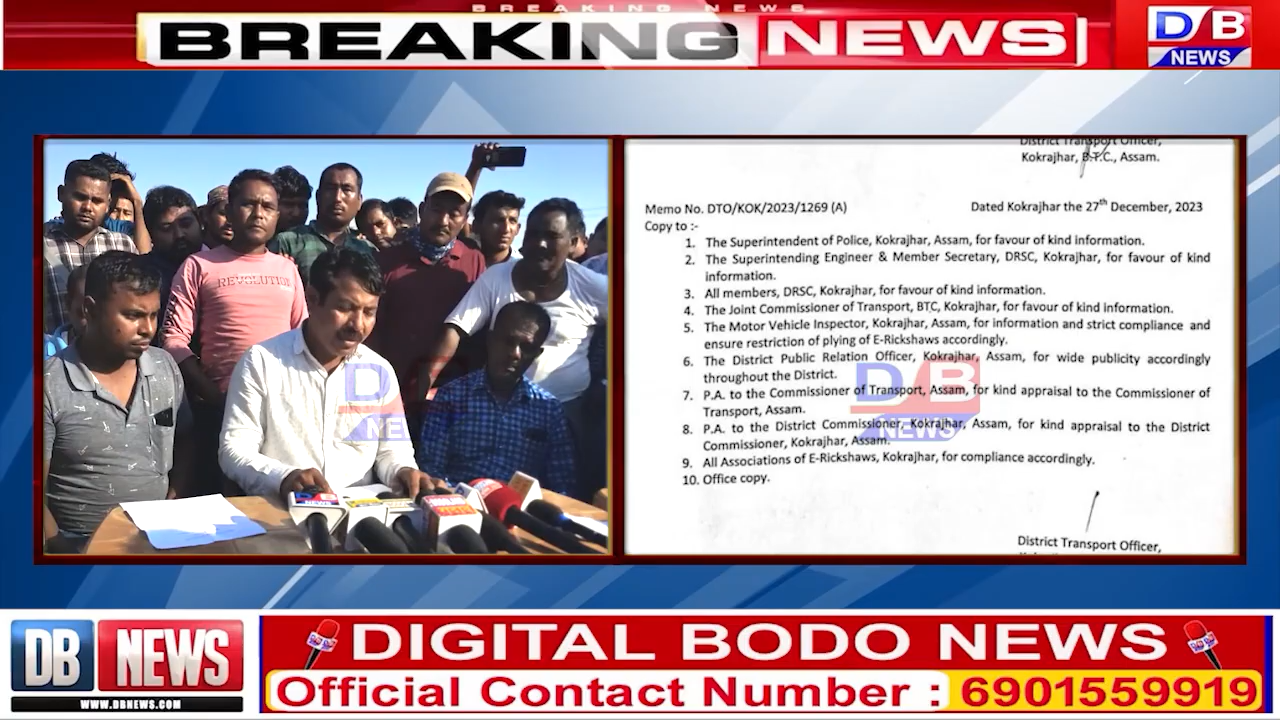 BREAKING NEWS
BREAKING NEWS
DB
NEWS
REVOLUTION
District Transport Officer,
Kokrajhar, B.T.C., Assam.
Memo No. DTO/KOK/2023/1269 (A) Dated Kokrajhar the 27th December, 2023
Copy to :-
1. The Superintendent of Police, Kokrajhar, Assam, for favour of kind information.
2. The Superintending Engineer & Member Secretary, DRSC, Kokrajhar, for favour of kind
information.
3. All members, DRSC, Kokrajhar, for favour of kind information.
4. The Joint Commissioner of Transport, BTC, Kokrajhar, for favour of kind information.
5. The Motor Vehicle Inspector, Kokrajhar, Assam, for information and strict compliance and
ensure restriction of plying of E-Rickshaws accordingly.
6. The District Public Relation Officer, Kokrajhar, Assam, for wide publicity accordingly
throughout the District.
7. P.A. to the Commissioner of Transport, Assam, for kind appraisal to the Commissioner of
Transport, Assam.
8. P.A. to the District Commissioner, Kokrajhar, Assam, for kind appraisal to the District
Commissioner, Kokrajhar, Assam.
9. All Associations of E-Rickshaws, Kokrajhar, for compliance accordingly.
10. Office copy.
District Transport Officer,
DB
NEWS
DB
NEWS
DB
NEWS
DB NEWS
WWW.DBNEWS.COM
DIGITAL BODO NEWS
Official Contact Number : 6901559919